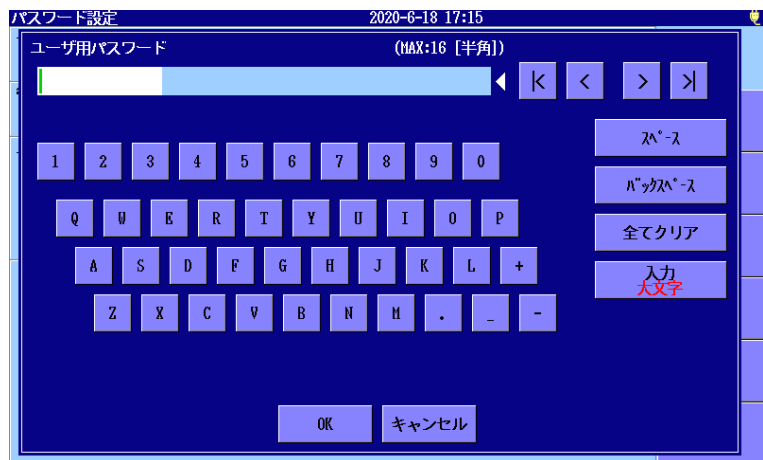 パスワード設定 2020-6-18 17:15
ユーザ用パスワード (MAX:16 [半角])
|< < > >|
ｽﾍﾟｰｽ
1 2 3 4 5 6 7 8 9 0
ﾊﾞｯｸｽﾍﾟｰｽ
Q W E R T Y U I O P
全てクリア
A S D F G H J K L +
入力
大文字
Z X C V B N M . _ -
OK キャンセル